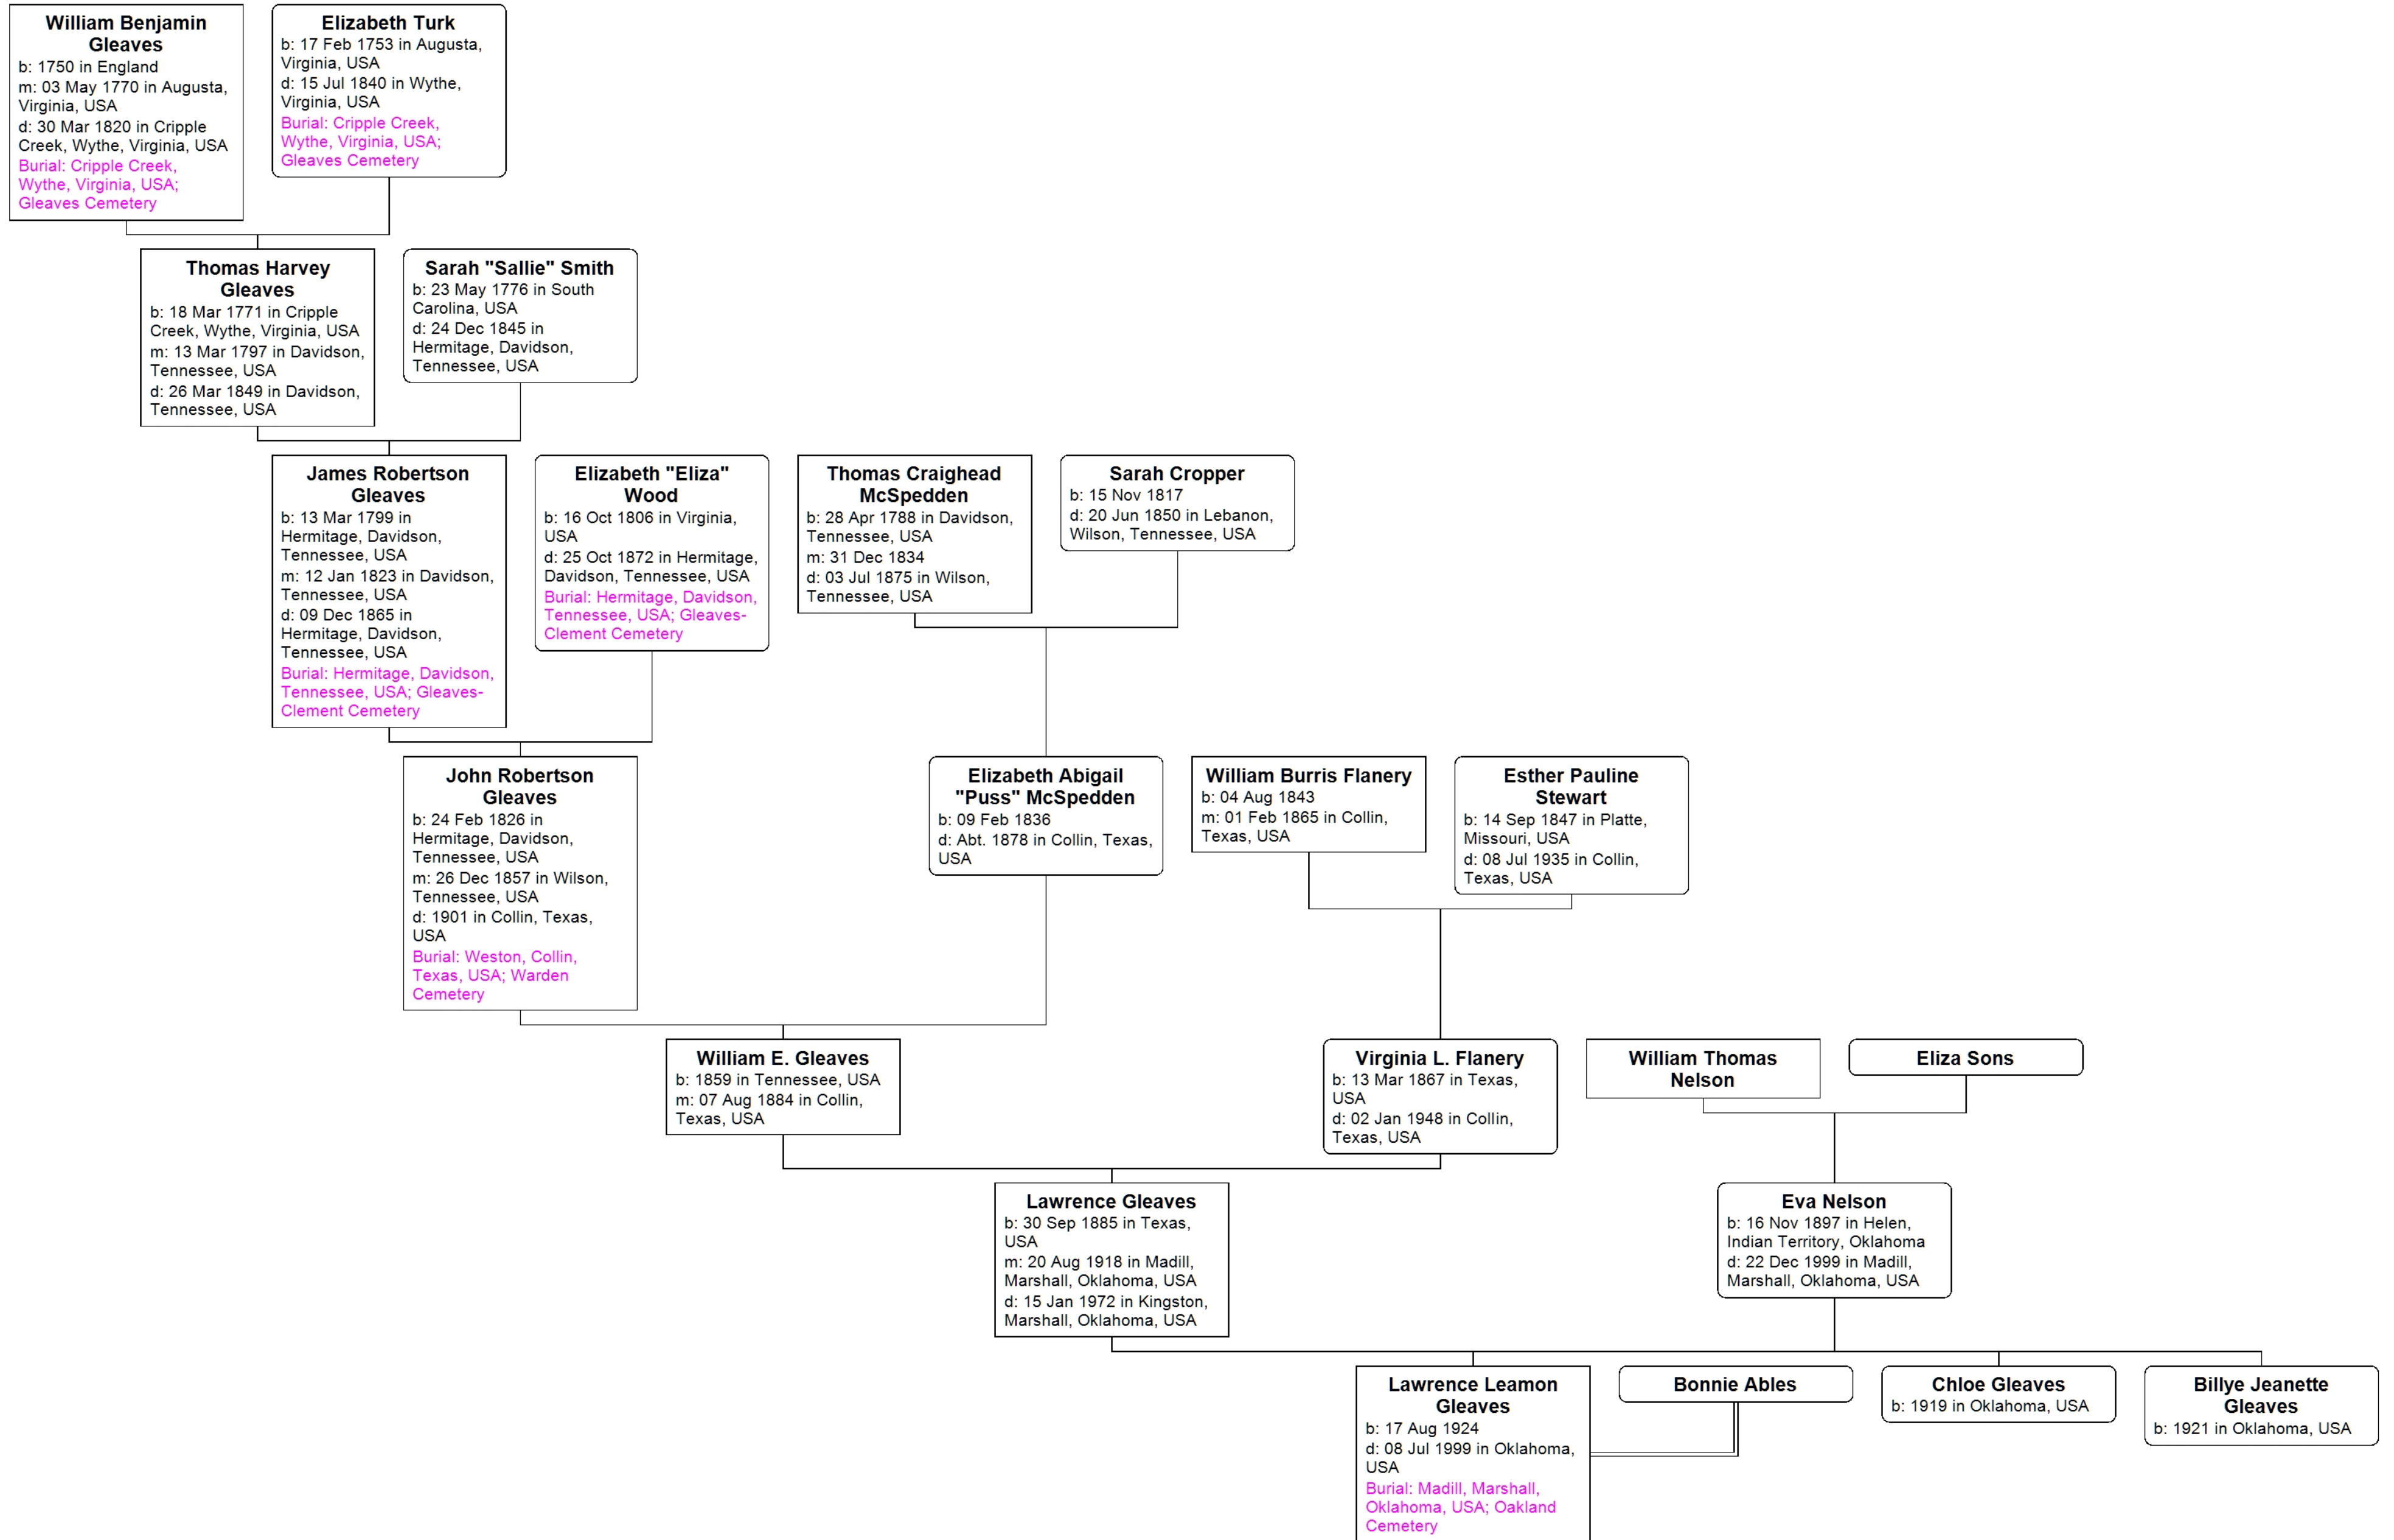 William Benjamin
Gleaves
b: 1750 in England
m: 03 May 1770 in Augusta,
Virginia, USA
d: 30 Mar 1820 in Cripple
Creek, Wythe, Virginia, USA
Burial: Cripple Creek,
Wythe, Virginia, USA;
Gleaves Cemetery
Elizabeth Turk
b: 17 Feb 1753 in Augusta,
Virginia, USA
d: 15 Jul 1840 in Wythe,
Virginia, USA
Burial: Cripple Creek,
Wythe, Virginia, USA;
Gleaves Cemetery
Thomas Harvey
Gleaves
b: 18 Mar 1771 in Cripple
Creek, Wythe, Virginia, USA
m: 13 Mar 1797 in Davidson,
Tennessee, USA
d: 26 Mar 1849 in Davidson,
Tennessee, USA
Sarah "Sallie" Smith
b: 23 May 1776 in South
Carolina, USA
d: 24 Dec 1845 in
Hermitage, Davidson,
Tennessee, USA
James Robertson
Gleaves
b: 13 Mar 1799 in
Hermitage, Davidson,
Tennessee, USA
m: 12 Jan 1823 in Davidson,
Tennessee, USA
d: 09 Dec 1865 in
Hermitage, Davidson,
Tennessee, USA
Burial: Hermitage, Davidson,
Tennessee, USA; Gleaves-
Clement Cemetery
Elizabeth "Eliza"
Wood
b: 16 Oct 1806 in Virginia,
USA
d: 25 Oct 1872 in Hermitage,
Davidson, Tennessee, USA
Burial: Hermitage, Davidson,
Tennessee, USA; Gleaves-
Clement Cemetery
Thomas Craighead
McSpedden
b: 28 Apr 1788 in Davidson,
Tennessee, USA
m: 31 Dec 1834
d: 03 Jul 1875 in Wilson,
Tennessee, USA
Sarah Cropper
b: 15 Nov 1817
d: 20 Jun 1850 in Lebanon,
Wilson, Tennessee, USA
John Robertson
Gleaves
b: 24 Feb 1826 in
Hermitage, Davidson,
Tennessee, USA
m: 26 Dec 1857 in Wilson,
Tennessee, USA
d: 1901 in Collin, Texas,
USA
Burial: Weston, Collin,
Texas, USA; Warden
Cemetery
Elizabeth Abigail
"Puss" McSpedden
b: 09 Feb 1836
d: Abt. 1878 in Collin, Texas,
USA
William Burris Flanery
b: 04 Aug 1843
m: 01 Feb 1865 in Collin,
Texas, USA
Esther Pauline
Stewart
b: 14 Sep 1847 in Platte,
Missouri, USA
d: 08 Jul 1935 in Collin,
Texas, USA
William E. Gleaves
b: 1859 in Tennessee, USA
m: 07 Aug 1884 in Collin,
Texas, USA
Virginia L. Flanery
b: 13 Mar 1867 in Texas,
USA
d: 02 Jan 1948 in Collin,
Texas, USA
William Thomas
Nelson
Eliza Sons
Lawrence Gleaves
b: 30 Sep 1885 in Texas,
USA
m: 20 Aug 1918 in Madill,
Marshall, Oklahoma, USA
d: 15 Jan 1972 in Kingston,
Marshall, Oklahoma, USA
Eva Nelson
b: 16 Nov 1897 in Helen,
Indian Territory, Oklahoma
d: 22 Dec 1999 in Madill,
Marshall, Oklahoma, USA
Lawrence Leamon
Gleaves
b: 17 Aug 1924
d: 08 Jul 1999 in Oklahoma,
USA
Burial: Madill, Marshall,
Oklahoma, USA; Oakland
Cemetery
Bonnie Ables
Chloe Gleaves
b: 1919 in Oklahoma, USA
Billye Jeanette
Gleaves
b: 1921 in Oklahoma, USA